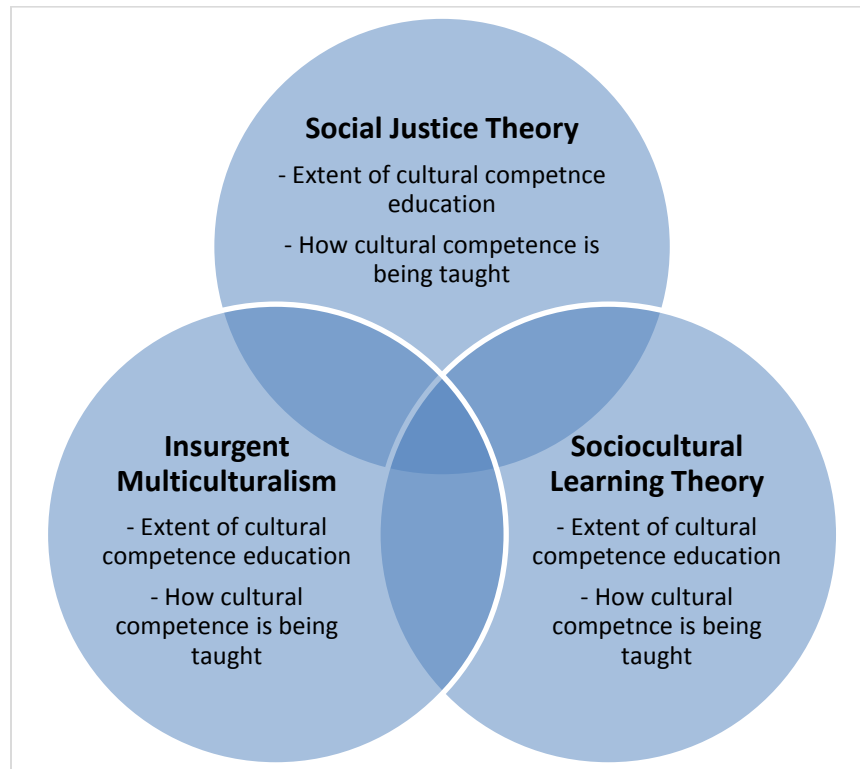 Social Justice Theory
- Extent of cultural competnce
education
- How cultural competence is
being taught
Insurgent
Multiculturalism
- Extent of cultural
competence education
- How cultural
competence is being
taught
Sociocultural
Learning Theory
- Extent of cultural
competence education
- How cultural
competnce is being
taught